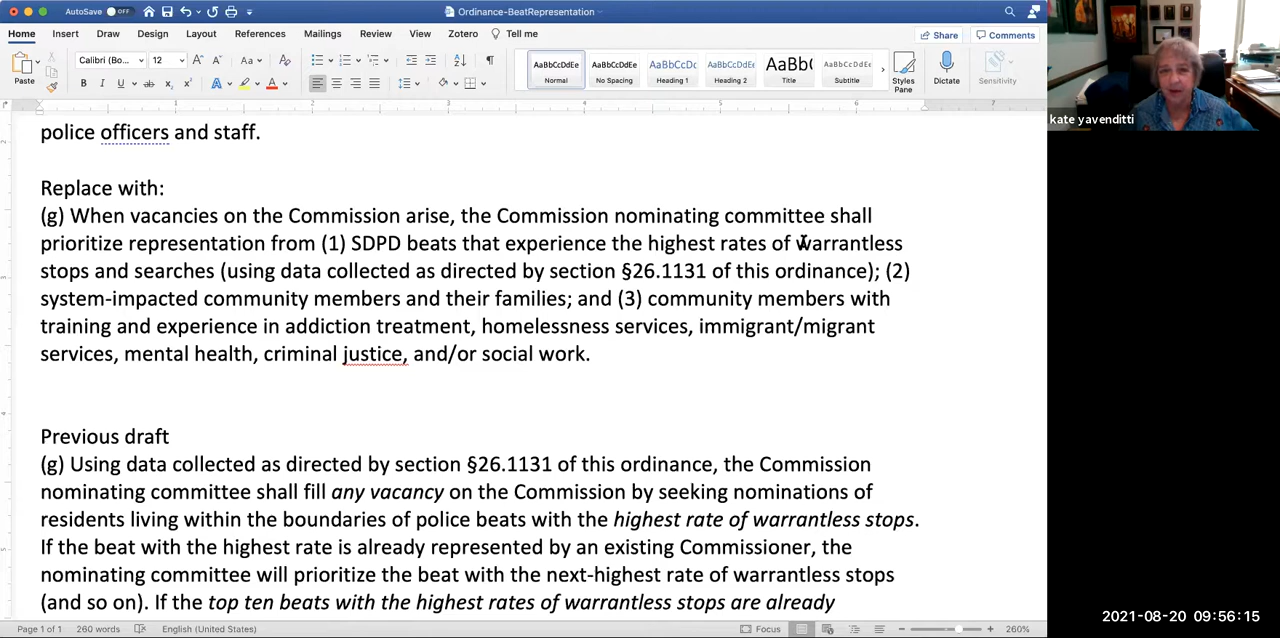 AutoSave OFF
Ordinance-BeatRepresentation
Home Insert Draw Design Layout References Mailings Review View Zotero Tell me
Share Comments
Paste
Calibri (Bo... 12
AaBbCcDdEe AaBbCcDdEe AaBbCcDc AaBbCcDdEe AaBb( AaBbCcDdEe
Normal No Spacing Heading 1 Heading 2 Title Subtitle
Styles Pane
Dictate
Sensitivity
kate yavenditti
police officers and staff.
Replace with:
(g) When vacancies on the Commission arise, the Commission nominating committee shall
prioritize representation from (1) SDPD beats that experience the highest rates of warrantless
stops and searches (using data collected as directed by section §26.1131 of this ordinance); (2)
system-impacted community members and their families; and (3) community members with
training and experience in addiction treatment, homelessness services, immigrant/migrant
services, mental health, criminal justice, and/or social work.
Previous draft
(g) Using data collected as directed by section §26.1131 of this ordinance, the Commission
nominating committee shall fill any vacancy on the Commission by seeking nominations of
residents living within the boundaries of police beats with the highest rate of warrantless stops.
If the beat with the highest rate is already represented by an existing Commissioner, the
nominating committee will prioritize the beat with the next-highest rate of warrantless stops
(and so on). If the top ten beats with the highest rates of warrantless stops are already
Page 1 of 1 260 words English (United States) Focus 260%
2021-08-20 09:56:15